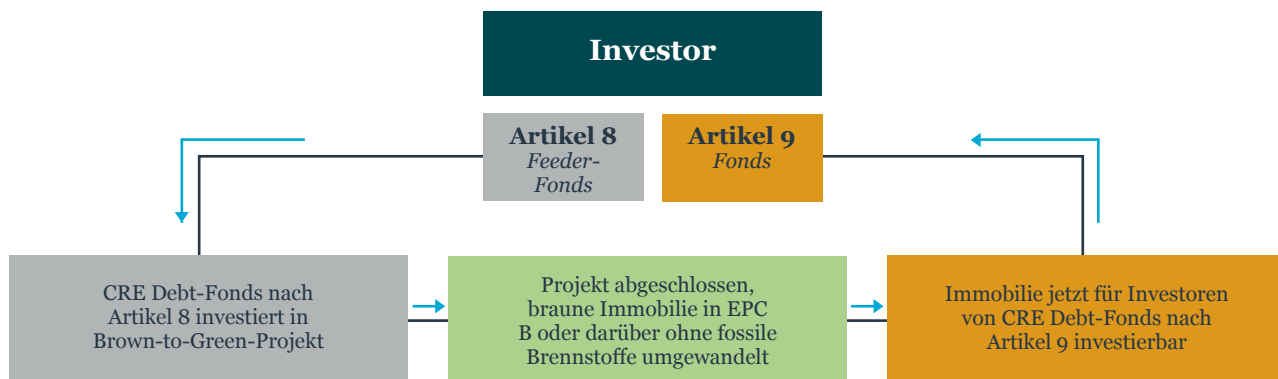 Investor
Artikel 8
Feeder-
Fonds
Artikel 9
Fonds
CRE Debt-Fonds nach
Artikel 8 investiert in
Brown-to-Green-Projekt
Projekt abgeschlossen,
braune Immobilie in EPC
B oder darüber ohne fossile
Brennstoffe umgewandelt
Immobilie jetzt für Investoren
von CRE Debt-Fonds nach
Artikel 9 investierbar